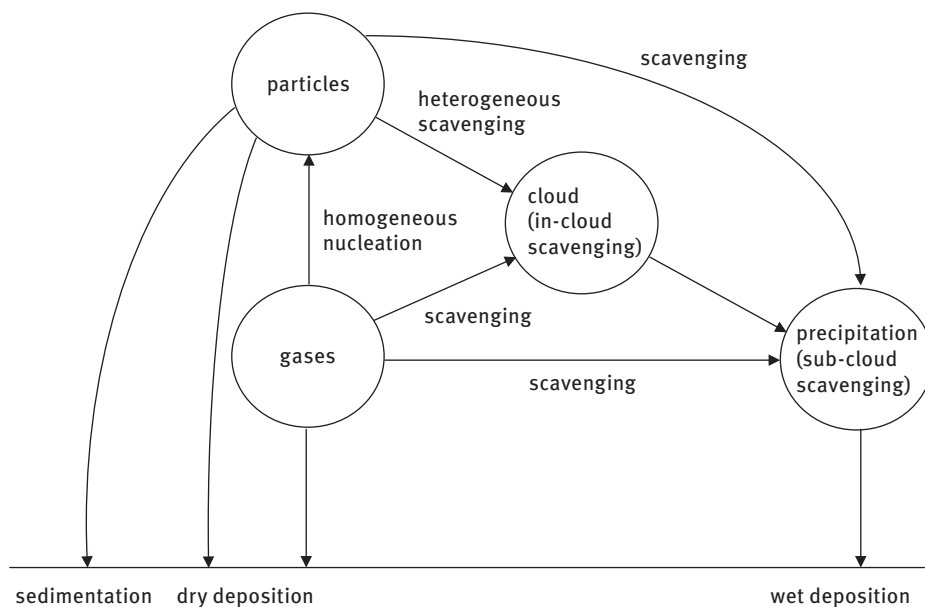 scavenging
particles
heterogeneous
scavenging
cloud
(in-cloud
scavenging)
homogeneous
nucleation
scavenging
precipitation
(sub-cloud
scavenging)
gases
scavenging
sedimentation
dry deposition
wet deposition